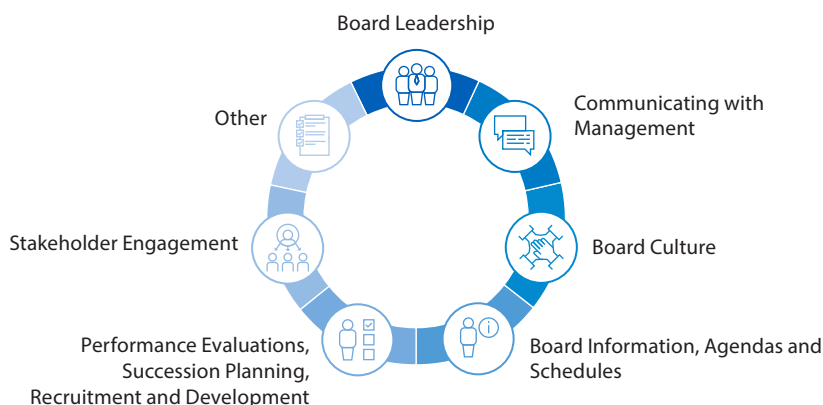 Board Leadership
Communicating with
Management
Board Culture
Board Information, Agendas and
Schedules
Performance Evaluations,
Succession Planning,
Recruitment and Development
Stakeholder Engagement
Other